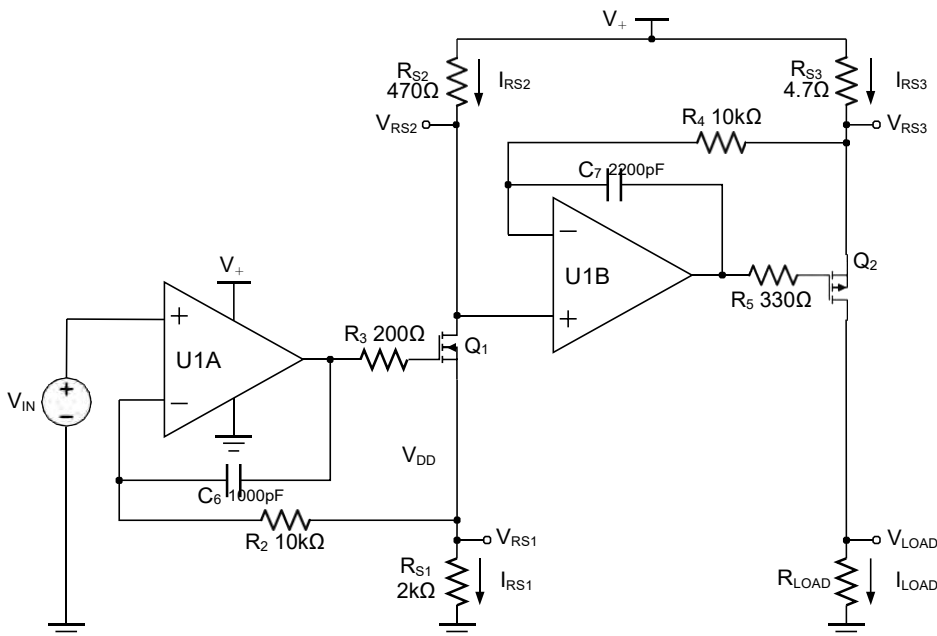 V+
RS2
470Ω
IRS2
RS3
4.7Ω
IRS3
VRS2
R4 10kΩ
VRS3
C7 2200pF
V+
−
U1B
+
Q2
R5 330Ω
+
U1A
−
R3 200Ω
Q1
VIN
+
−
VDD
C6 1000pF
R2 10kΩ
VRS1
VLOAD
RS1
2kΩ
IRS1
RLOAD
ILOAD